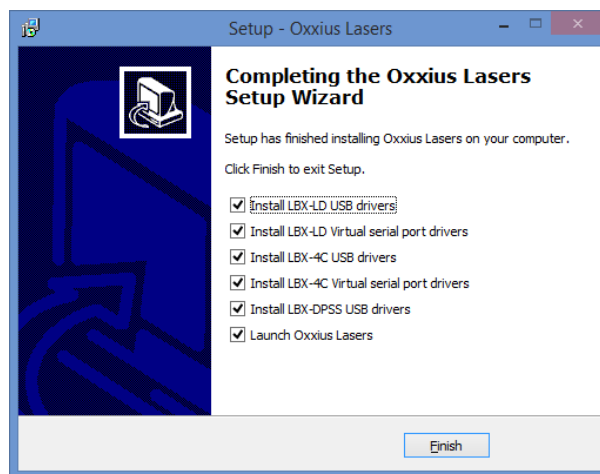 Setup - Oxxius Lasers
Completing the Oxxius Lasers
Setup Wizard
Setup has finished installing Oxxius Lasers on your computer.
Click Finish to exit Setup.
Install LBX-LD USB drivers
Install LBX-LD Virtual serial port drivers
Install LBX-4C USB drivers
Install LBX-4C Virtual serial port drivers
Install LBX-DPSS USB drivers
Launch Oxxius Lasers
Finish